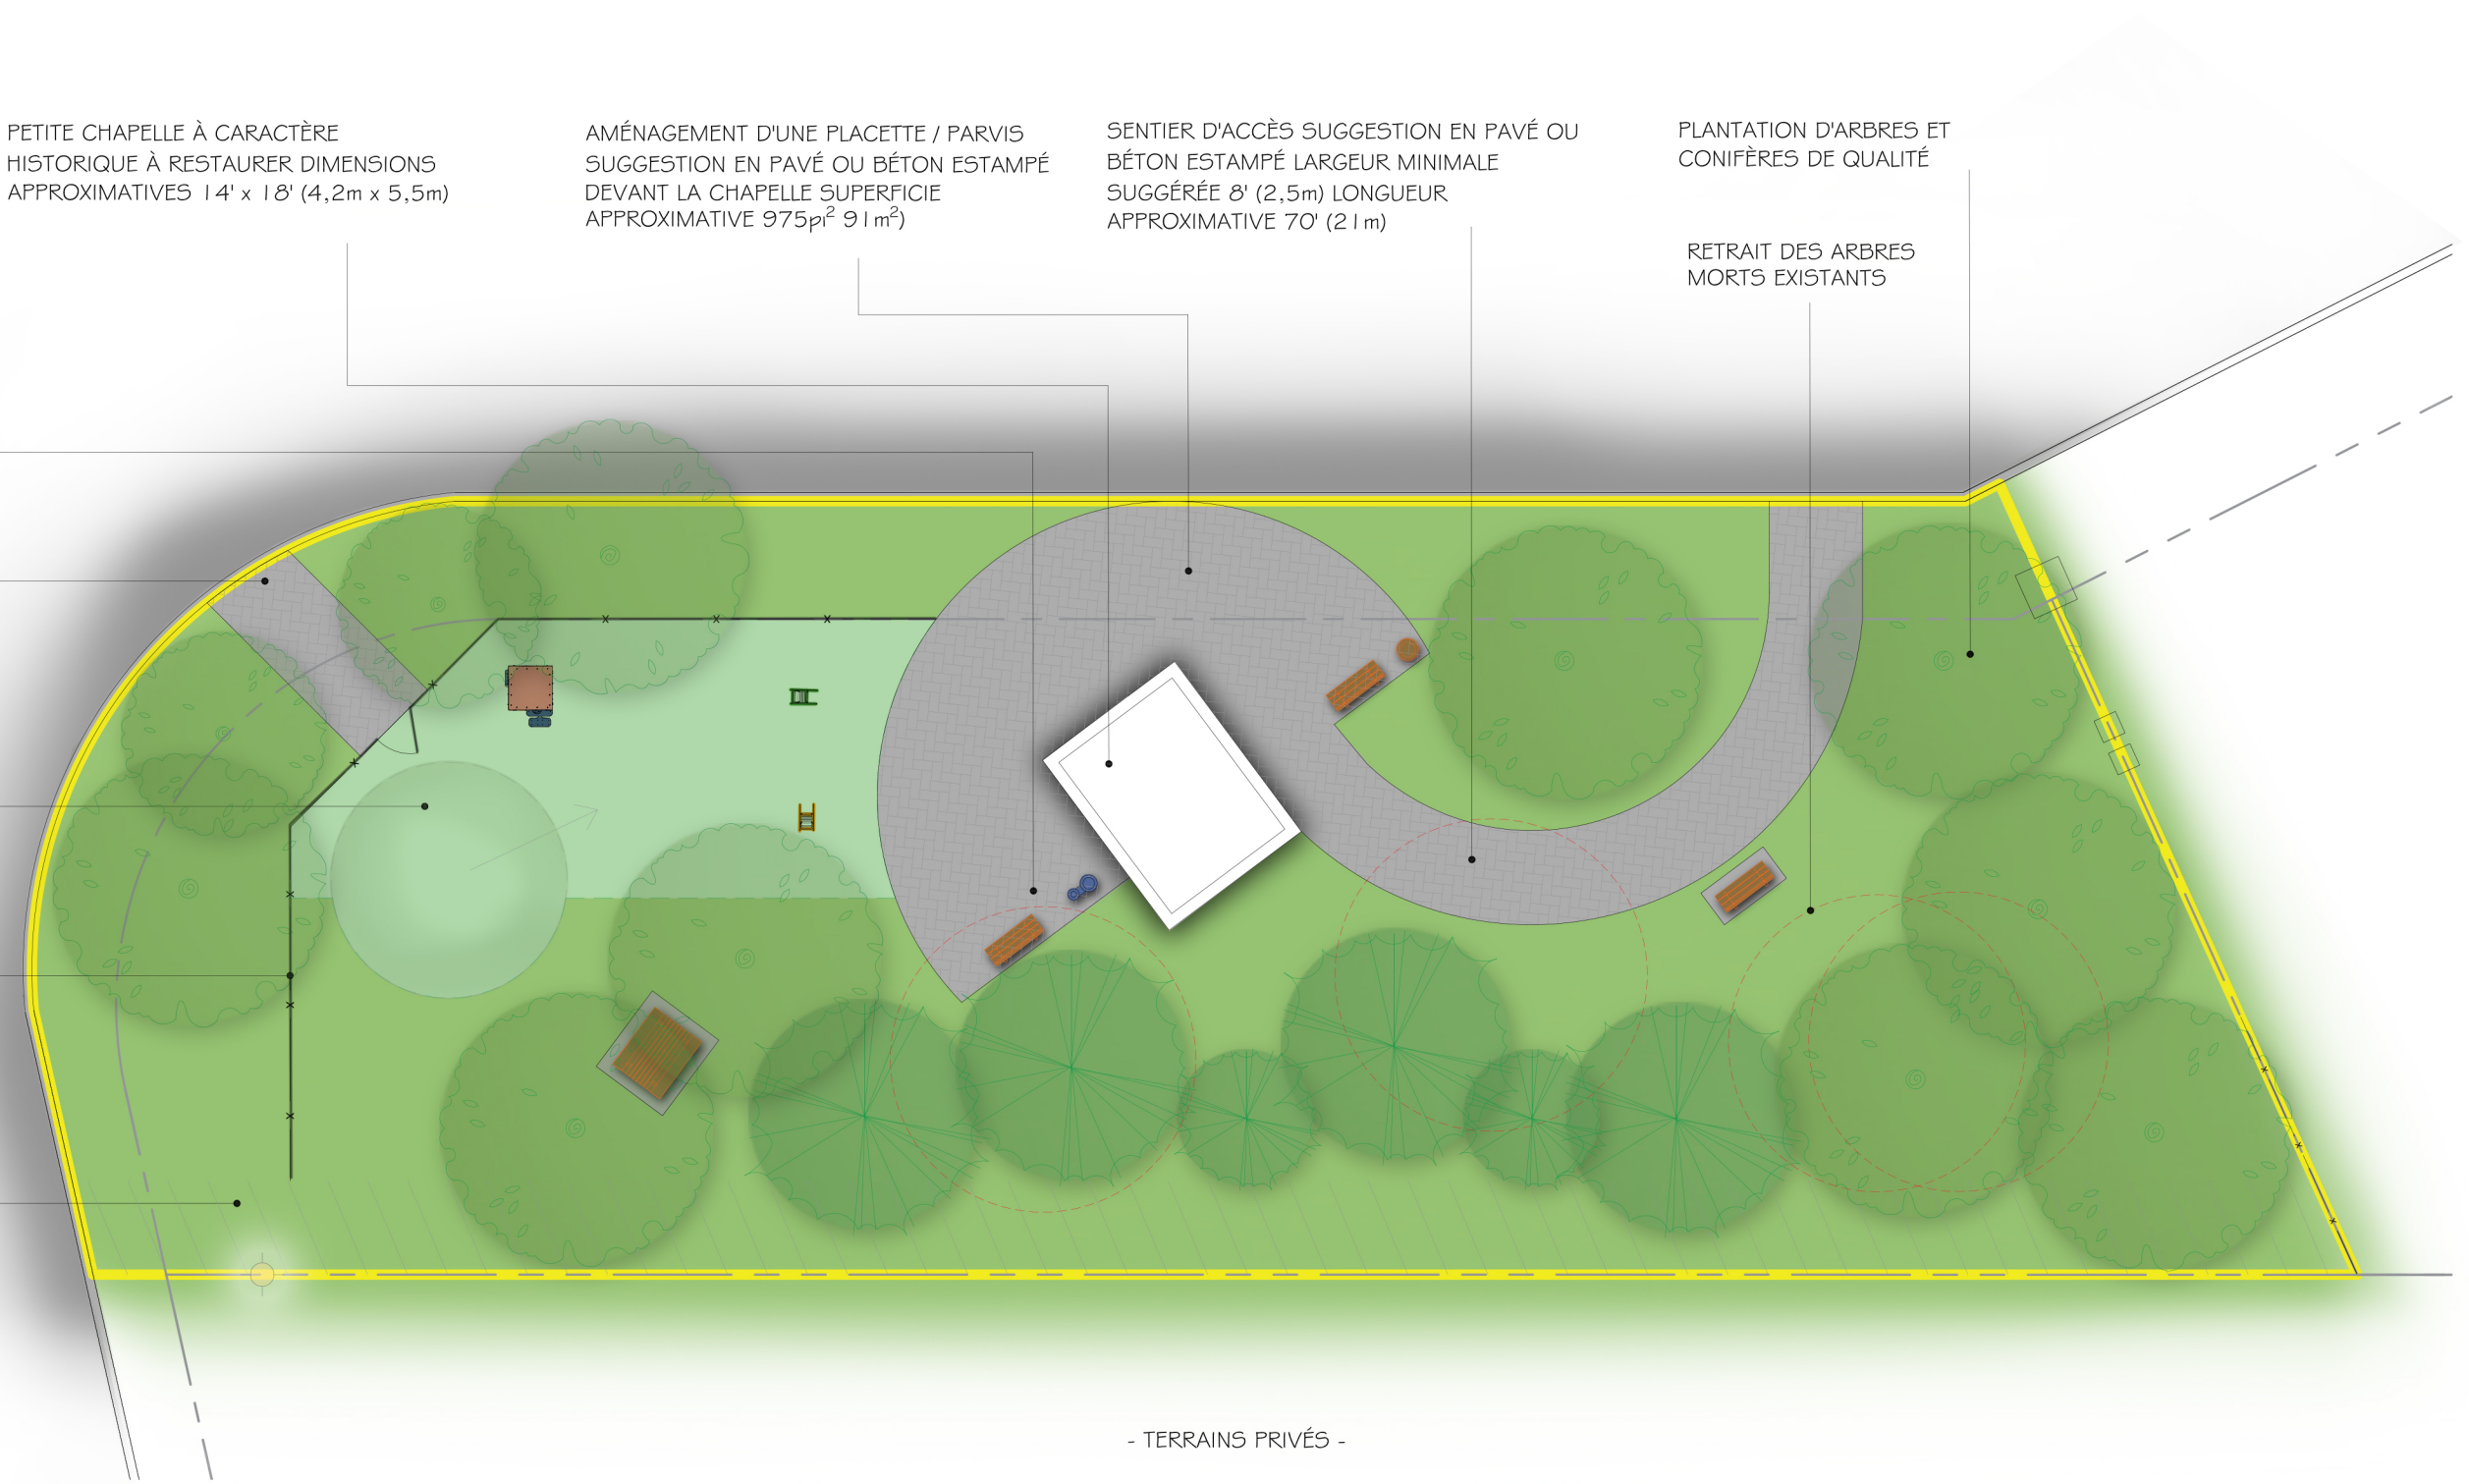 PETITE CHAPELLE À CARACTÈRE
HISTORIQUE À RESTAURER DIMENSIONS
APPROXIMATIVES 14' x 18' (4,2m x 5,5m)
AMÉNAGEMENT D'UNE PLACETTE / PARVIS
SUGGESTION EN PAVÉ OU BÉTON ESTAMPÉ
DEVANT LA CHAPELLE SUPERFICIE
APPROXIMATIVE 975pi² 91m²)
SENTIER D'ACCÈS SUGGESTION EN PAVÉ OU
BÉTON ESTAMPÉ LARGEUR MINIMALE
SUGGÉRÉE 8' (2,5m) LONGUEUR
APPROXIMATIVE 70' (21m)
PLANTATION D'ARBRES ET
CONIFÈRES DE QUALITÉ
RETRAIT DES ARBRES
MORTS EXISTANTS
- TERRAINS PRIVÉS -